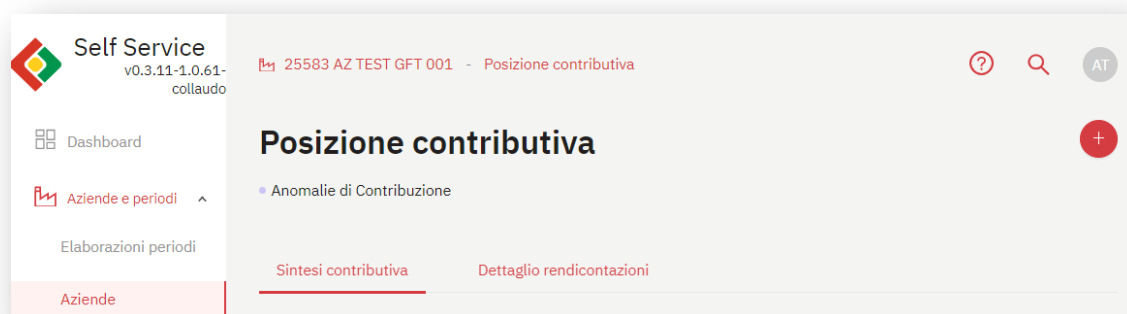 Self Service
v0.3.11-1.0.61-
collaudo
25583 AZ TEST GFT 001 - Posizione contributiva
AT
Dashboard
Posizione contributiva
Anomalie di Contribuzione
Aziende e periodi
Elaborazioni periodi
Sintesi contributiva
Dettaglio rendicontazioni
Aziende